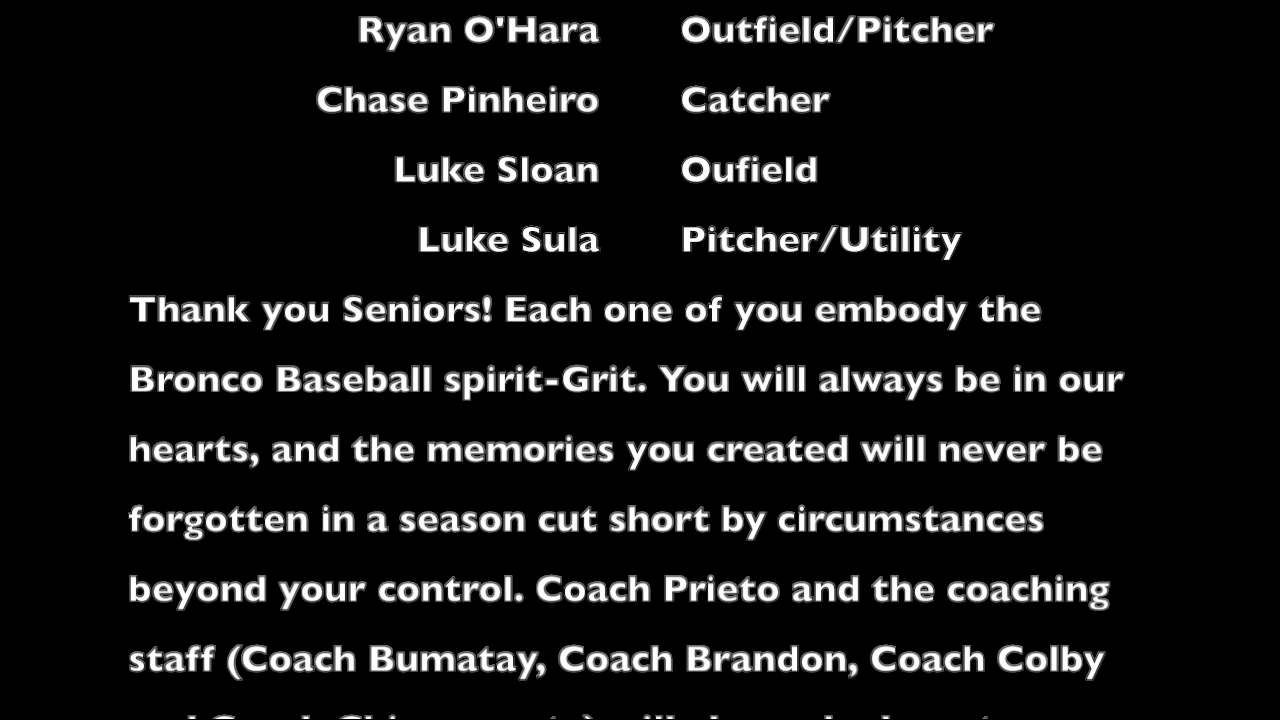 Ryan O'Hara Outfield/Pitcher
Chase Pinheiro Catcher
Luke Sloan Oufield
Luke Sula Pitcher/Utility
Thank you Seniors! Each one of you embody the
Bronco Baseball spirit-Grit. You will always be in our
hearts, and the memories you created will never be
forgotten in a season cut short by circumstances
beyond your control. Coach Prieto and the coaching
staff (Coach Bumatay, Coach Brandon, Coach Colby